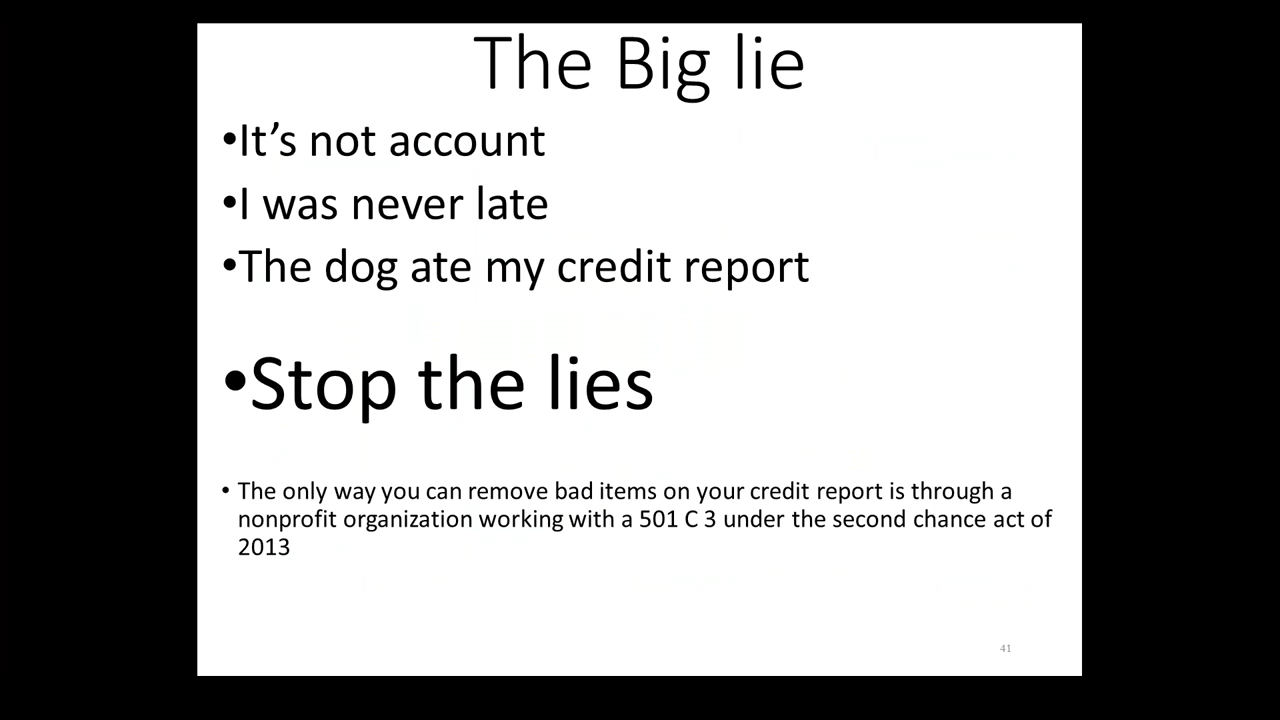 The Big lie
•It’s not account
•I was never late
•The dog ate my credit report
•Stop the lies
• The only way you can remove bad items on your credit report is through a
nonprofit organization working with a 501 C 3 under the second chance act of
2013
41